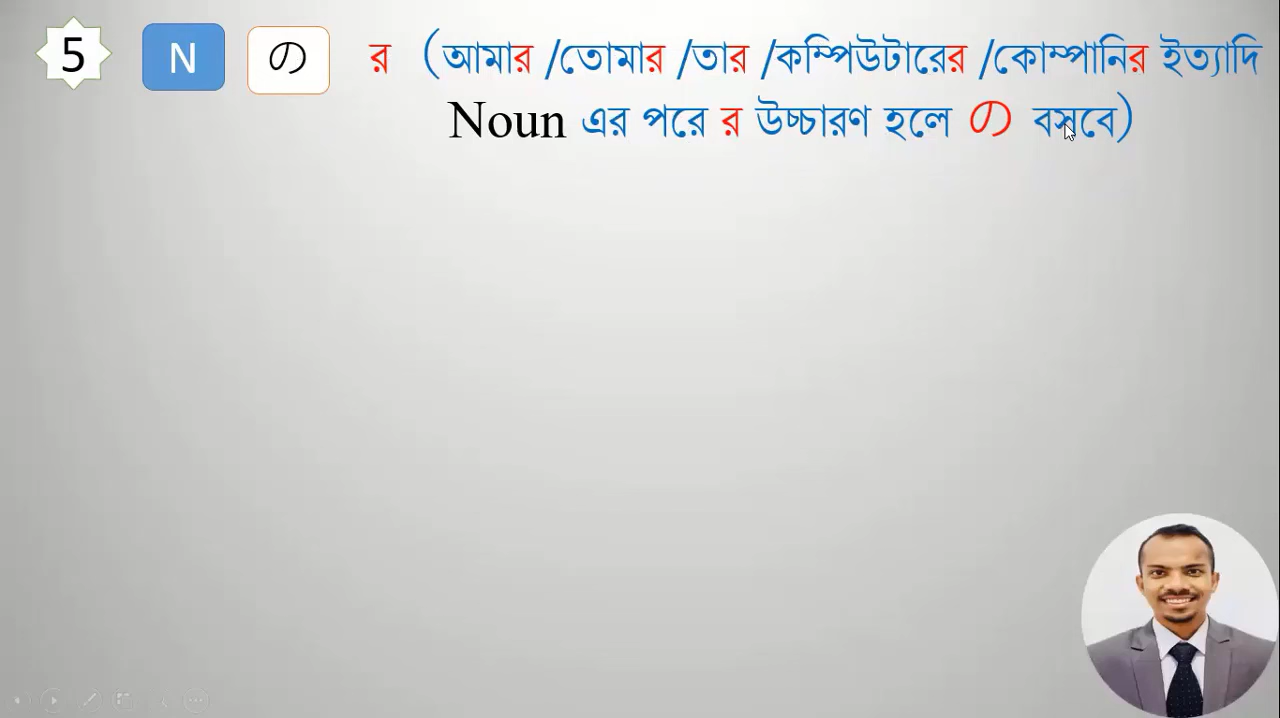 5 N の র (আমার /তোমার /তার /কম্পিউটারের /কোম্পানির ইত্যাদি
Noun এর পরে র উচ্চারণ হলে の বসবে)